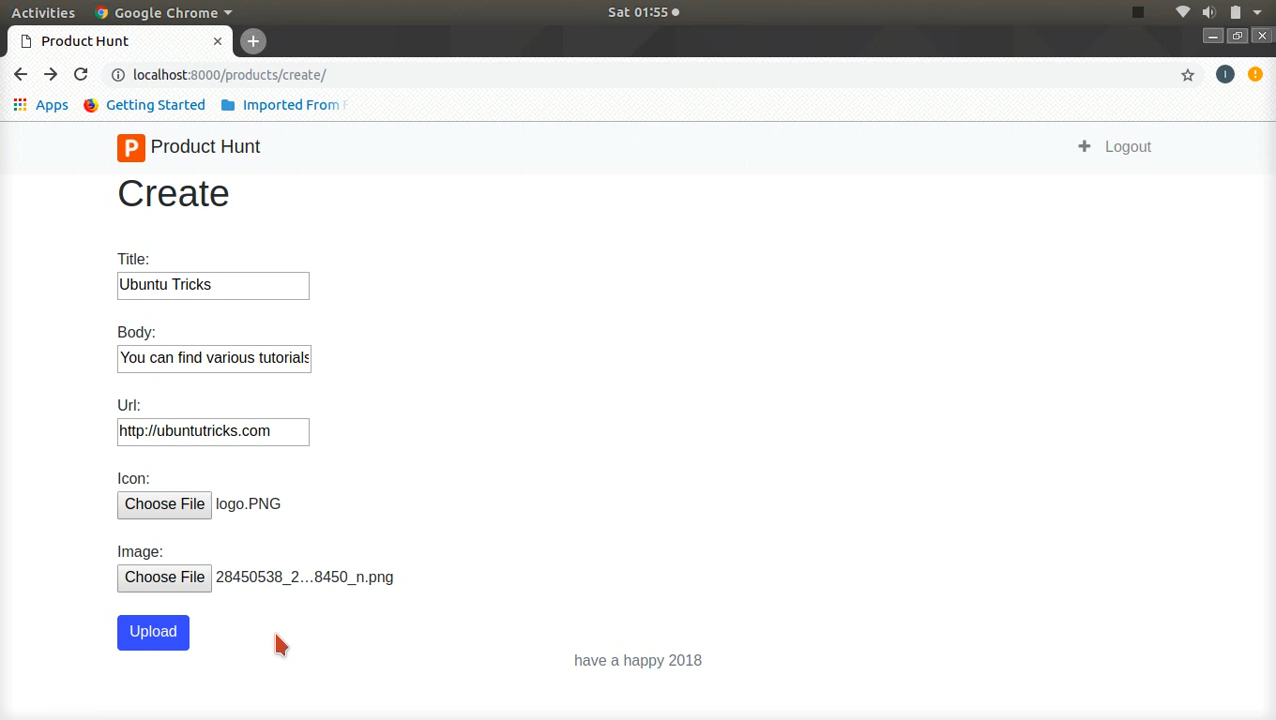 Activities Google Chrome Sat 01:55
Product Hunt
localhost:8000/products/create/
Apps Getting Started Imported From
P Product Hunt Logout
Create
Title:
Ubuntu Tricks
Body:
You can find various tutorials
Url:
http://ubuntutricks.com
Icon:
Choose File logo.PNG
Image:
Choose File 28450538_2…8450_n.png
Upload
have a happy 2018